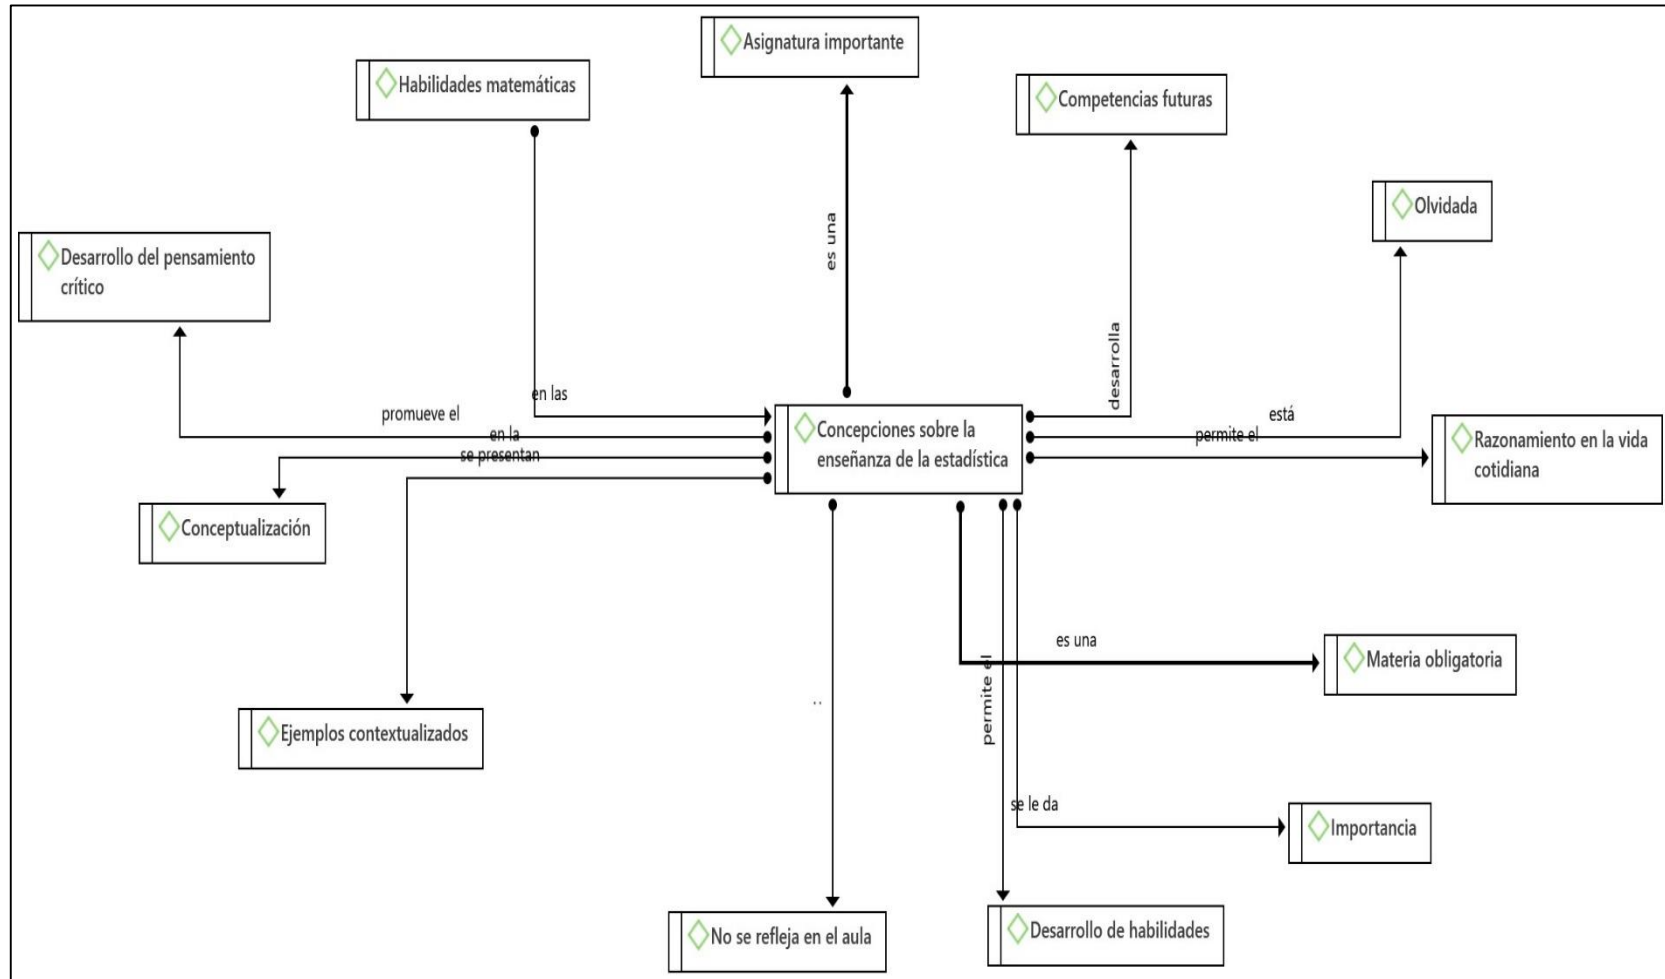 Asignatura importante
Habilidades matemáticas
Competencias futuras
Olvidada
Desarrollo del pensamiento
crítico
es una
desarrolla
en las
promueve el
en la
se presentan
está
permite el
Concepciones sobre la
enseñanza de la estadística
Razonamiento en la vida
cotidiana
Conceptualización
es una
Materia obligatoria
permite el
::
Ejemplos contextualizados
se le da
Importancia
No se refleja en el aula
Desarrollo de habilidades